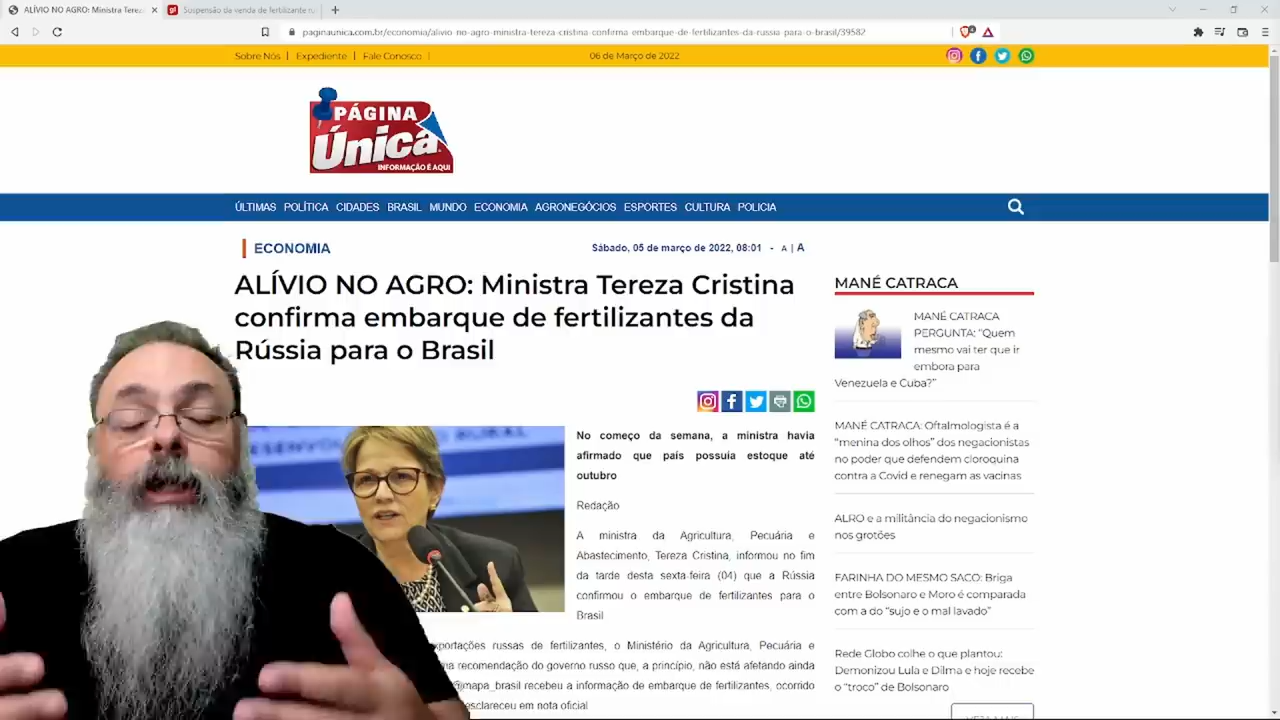 ALÍVIO NO AGRO: Ministra Tereza
Suspensão da venda de fertilizante
paginaunica.com.br/economia/alivio-no-agro-ministra-tereza-cristina-confirma-embarque-de-fertilizantes-da-russia-para-o-brasil/39582
Sobre Nós | Expediente | Fale Conosco |
06 de Março de 2022
PÁGINA
Única
INFORMAÇÃO É AQUI
ÚLTIMAS POLÍTICA CIDADES BRASIL MUNDO ECONOMIA AGRONEGÓCIOS ESPORTES CULTURA POLICIA
ECONOMIA
Sábado, 05 de março de 2022, 08:01 - A | A
ALÍVIO NO AGRO: Ministra Tereza Cristina
confirma embarque de fertilizantes da
Rússia para o Brasil
No começo da semana, a ministra havia
afirmado que país possuia estoque até
outubro
Redação
A ministra da Agricultura, Pecuária e
Abastecimento, Tereza Cristina, informou no fim
da tarde desta sexta-feira (04) que a Rússia
confirmou o embarque de fertilizantes para o
Brasil
xportações russas de fertilizantes, o Ministério da Agricultura, Pecuária e
na recomendação do governo russo que, a princípio, não está afetando ainda
@mapa_brasil recebeu a informação de embarque de fertilizantes, ocorrido
esclareceu em nota oficial
MANÉ CATRACA
MANÉ CATRACA
PERGUNTA: "Quem
mesmo vai ter que ir
embora para
Venezuela e Cuba?"
MANÉ CATRACA: Oftalmologista é a
"menina dos olhos" dos negacionistas
no poder que defendem cloroquina
contra a Covid e renegam as vacinas
ALRO e a militância do negacionismo
nos grotões
FARINHA DO MESMO SACO: Briga
entre Bolsonaro e Moro é comparada
com a do "sujo e o mal lavado"
Rede Globo colhe o que plantou:
Demonizou Lula e Dilma e hoje recebe
o "troco" de Bolsonaro